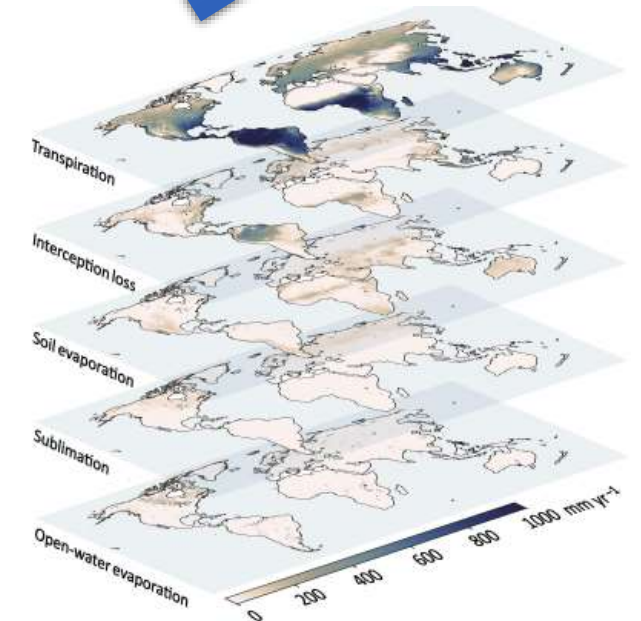 Transpiration
Interception loss
Soil evaporation
Sublimation
Open-water evaporation
0 200 400 600 800 1000 mm yr⁻¹